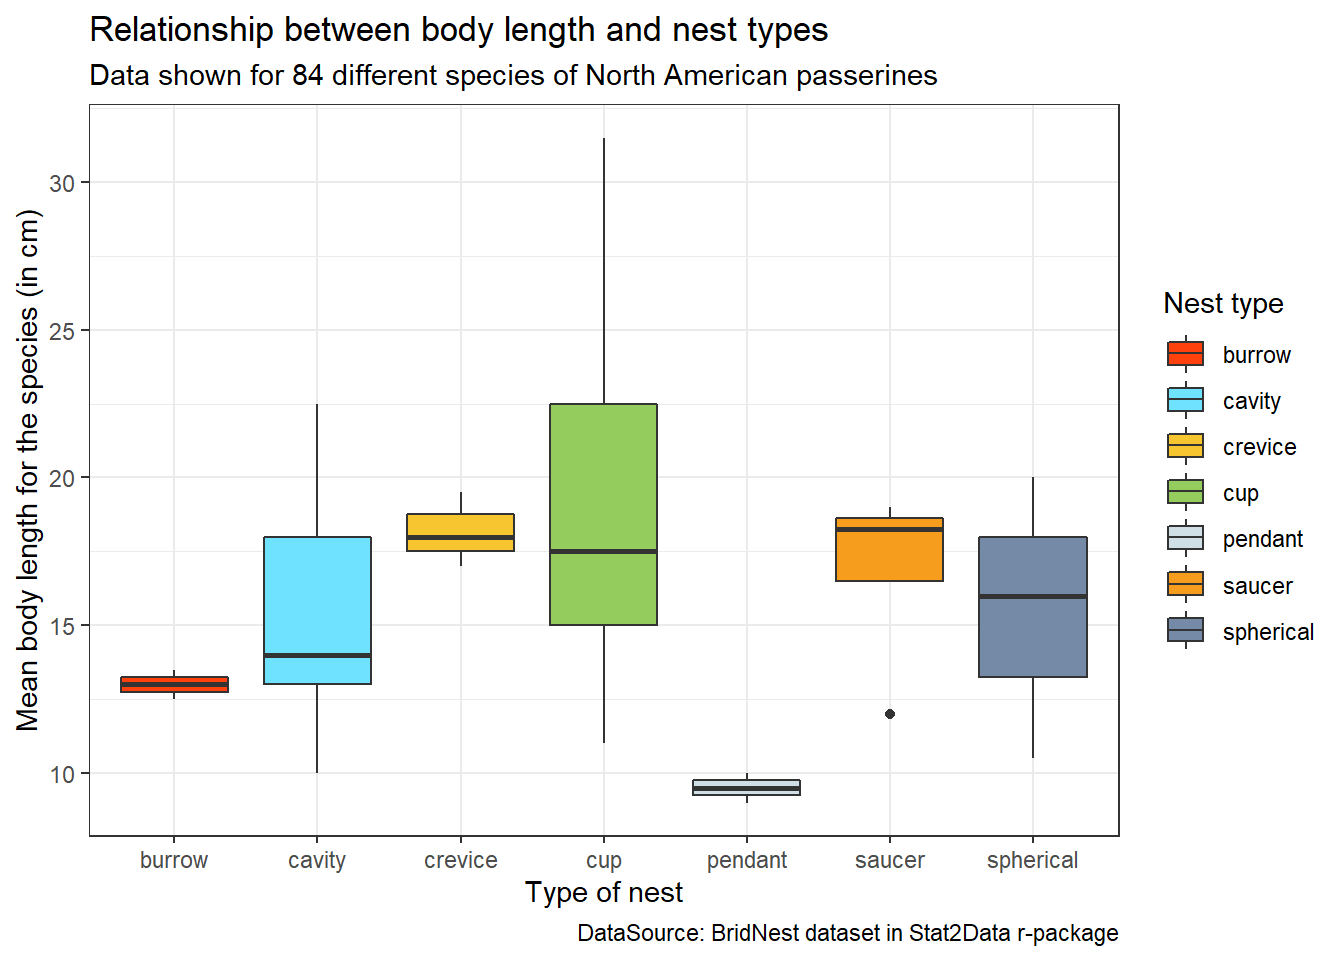 Relationship between body length and nest types
Data shown for 84 different species of North American passerines
Mean body length for the species (in cm)
30
25
20
15
10
burrow
cavity
crevice
cup
pendant
saucer
spherical
Type of nest
DataSource: BridNest dataset in Stat2Data r-package
Nest type
burrow
cavity
crevice
cup
pendant
saucer
spherical